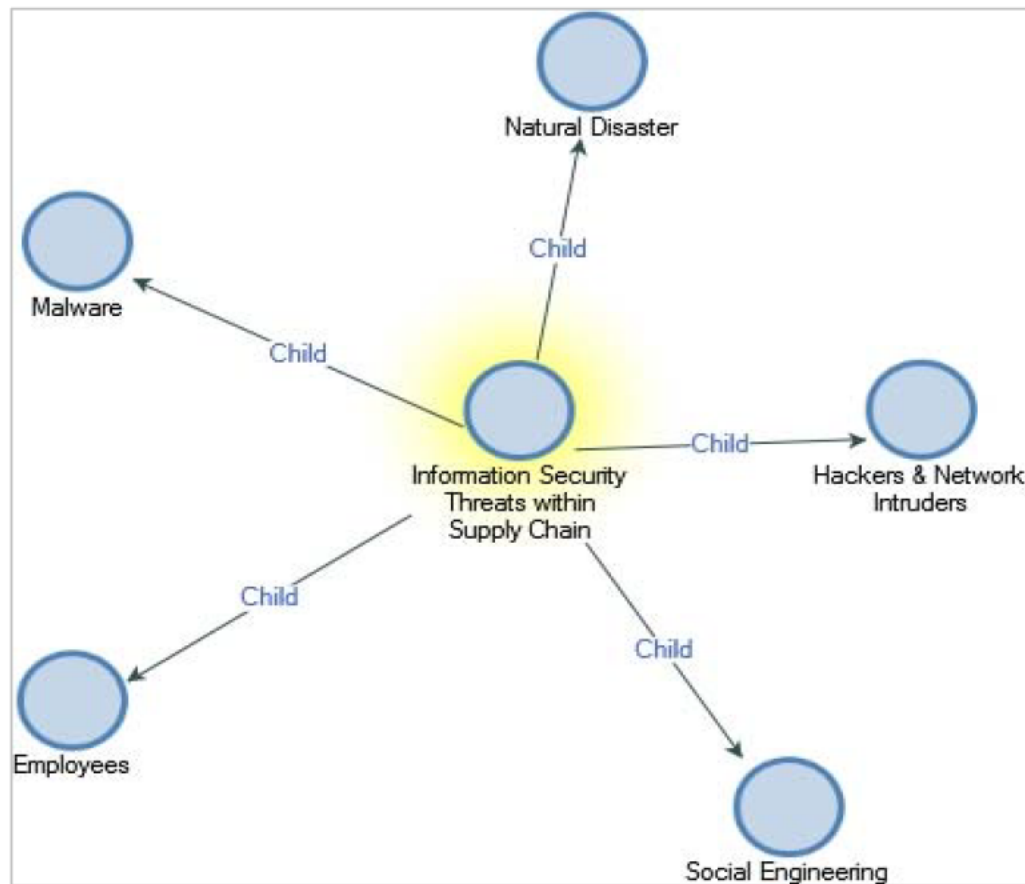 Natural Disaster
Child
Malware
Child
Child
Information Security
Threats within
Supply Chain
Hackers & Network
Intruders
Child
Child
Employees
Social Engineering